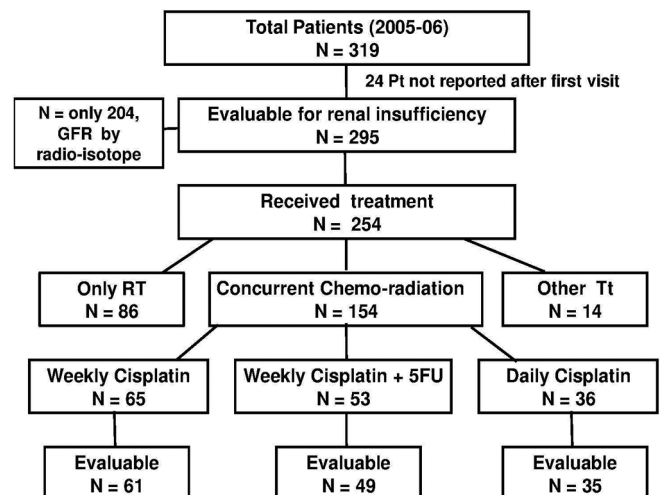 Total Patients (2005-06)
N = 319
24 Pt not reported after first visit
N = only 204,
GFR by
radio-isotope
Evaluable for renal insufficiency
N = 295
Received treatment
N = 254
Only RT
N = 86
Concurrent Chemo-radiation
N = 154
Other Tt
N = 14
Weekly Cisplatin
N = 65
Weekly Cisplatin + 5FU
N = 53
Daily Cisplatin
N = 36
Evaluable
N = 61
Evaluable
N = 49
Evaluable
N = 35